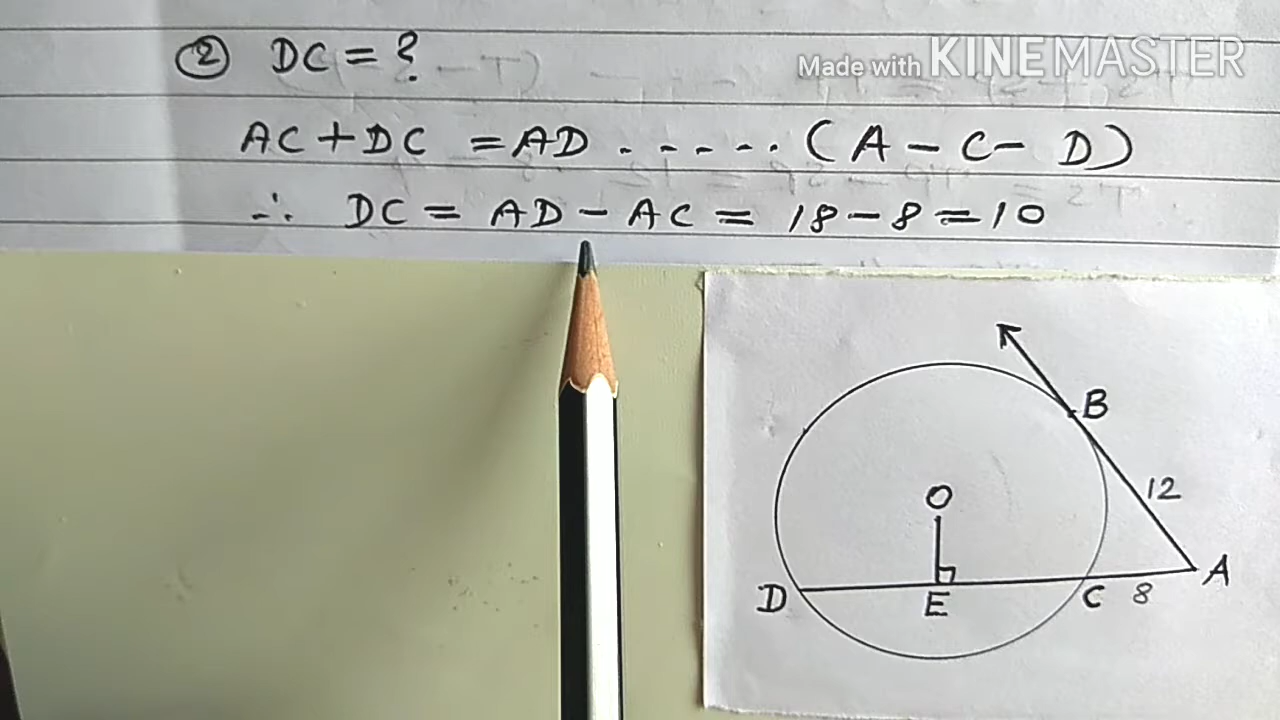 ② DC = ?
Made with KINEMASTER
AC + DC = AD ...... (A - C - D)
∴ DC = AD - AC = 18 - 8 = 10
B
12
O
A
D
E
C
8